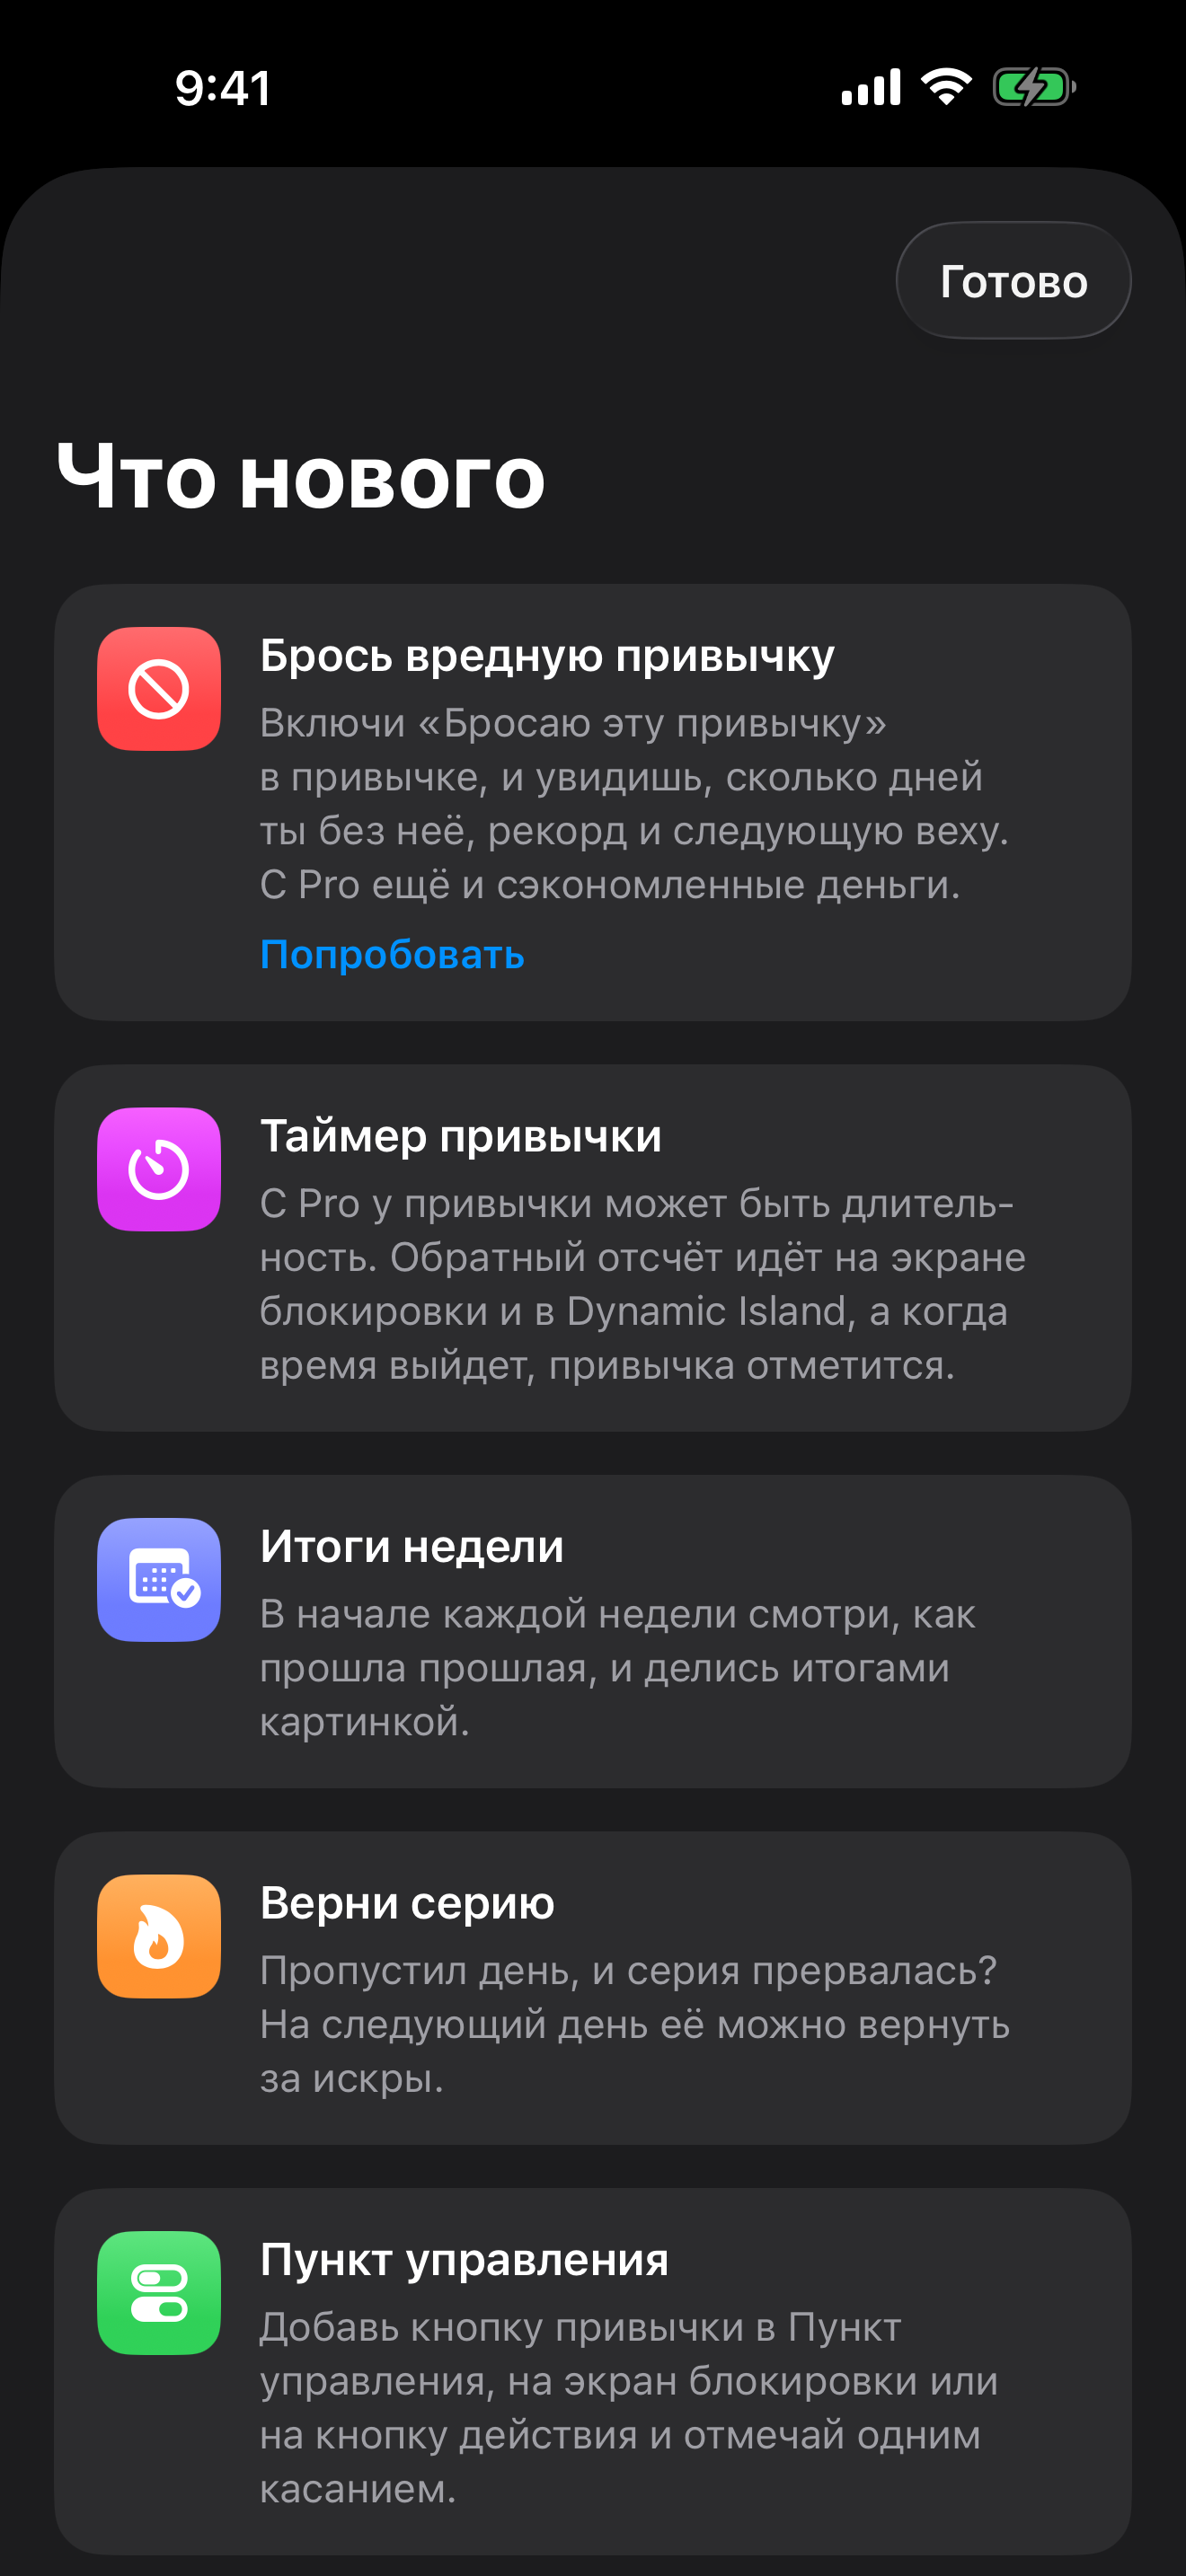 9:41
Готово
Что нового
Брось вредную привычку
Включи «Бросаю эту привычку»
в привычке, и увидишь, сколько дней
ты без неё, рекорд и следующую веху.
С Pro ещё и сэкономленные деньги.
Попробовать
Таймер привычки
С Pro у привычки может быть длитель-
ность. Обратный отсчёт идёт на экране
блокировки и в Dynamic Island, а когда
время выйдет, привычка отметится.
Итоги недели
В начале каждой недели смотри, как
прошла прошлая, и делись итогами
картинкой.
Верни серию
Пропустил день, и серия прервалась?
На следующий день её можно вернуть
за искры.
Пункт управления
Добавь кнопку привычки в Пункт
управления, на экран блокировки или
на кнопку действия и отмечай одним
касанием.